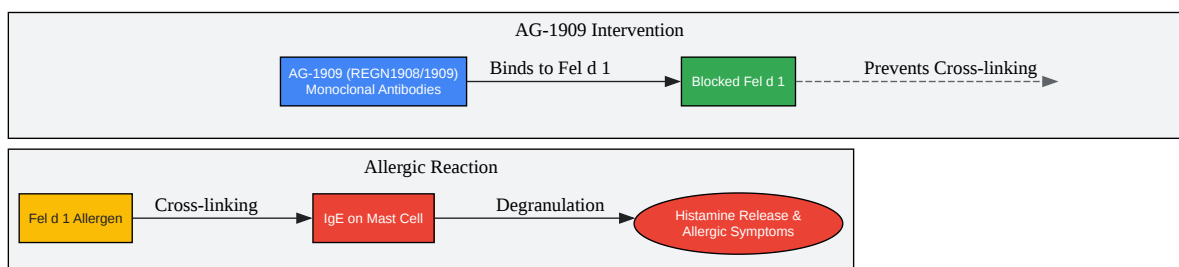 AG-1909 Intervention
AG-1909 (REGN1908/1909)
Monoclonal Antibodies
Binds to Fel d 1
Blocked Fel d 1
Prevents Cross-linking
Allergic Reaction
Fel d 1 Allergen
Cross-linking
IgE on Mast Cell
Degranulation
Histamine Release &
Allergic Symptoms